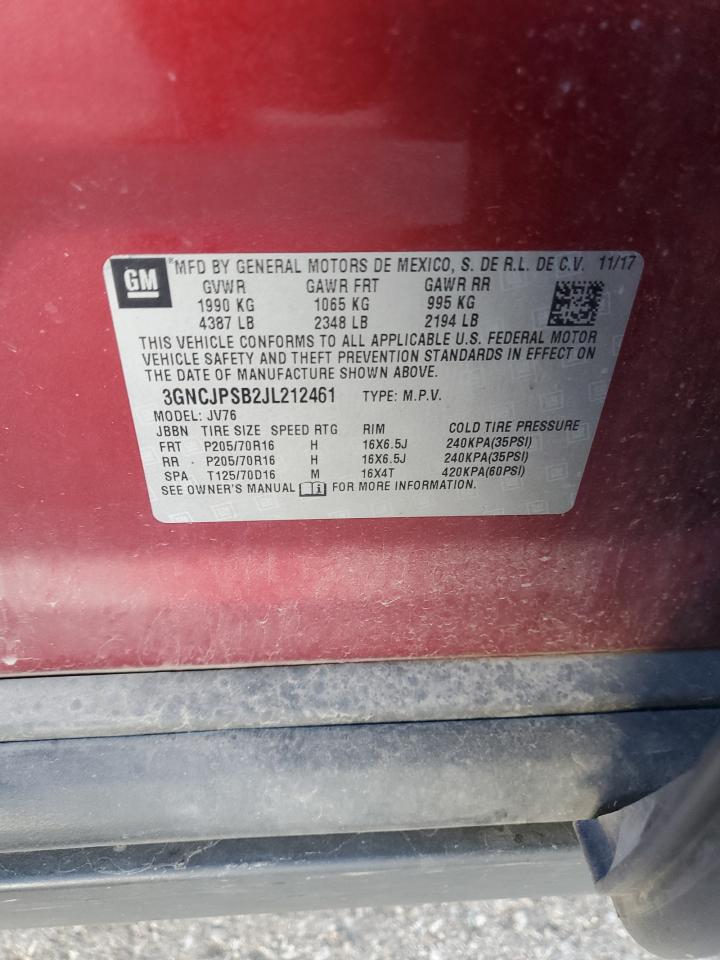 GM
*MFD BY GENERAL MOTORS DE MEXICO, S. DE R.L. DE C.V. 11/17
GVWR GAWR FRT GAWR RR
1990 KG 1065 KG 995 KG
4387 LB 2348 LB 2194 LB
THIS VEHICLE CONFORMS TO ALL APPLICABLE U.S. FEDERAL MOTOR
VEHICLE SAFETY AND THEFT PREVENTION STANDARDS IN EFFECT ON
THE DATE OF MANUFACTURE SHOWN ABOVE.
3GNCJPSB2JL212461 TYPE: M.P.V.
MODEL: JV76
JBBN TIRE SIZE SPEED RTG RIM COLD TIRE PRESSURE
FRT P205/70R16 H 16X6.5J 240KPA(35PSI)
RR P205/70R16 H 16X6.5J 240KPA(35PSI)
SPA T125/70D16 M 16X4T 420KPA(60PSI)
SEE OWNER'S MANUAL FOR MORE INFORMATION.